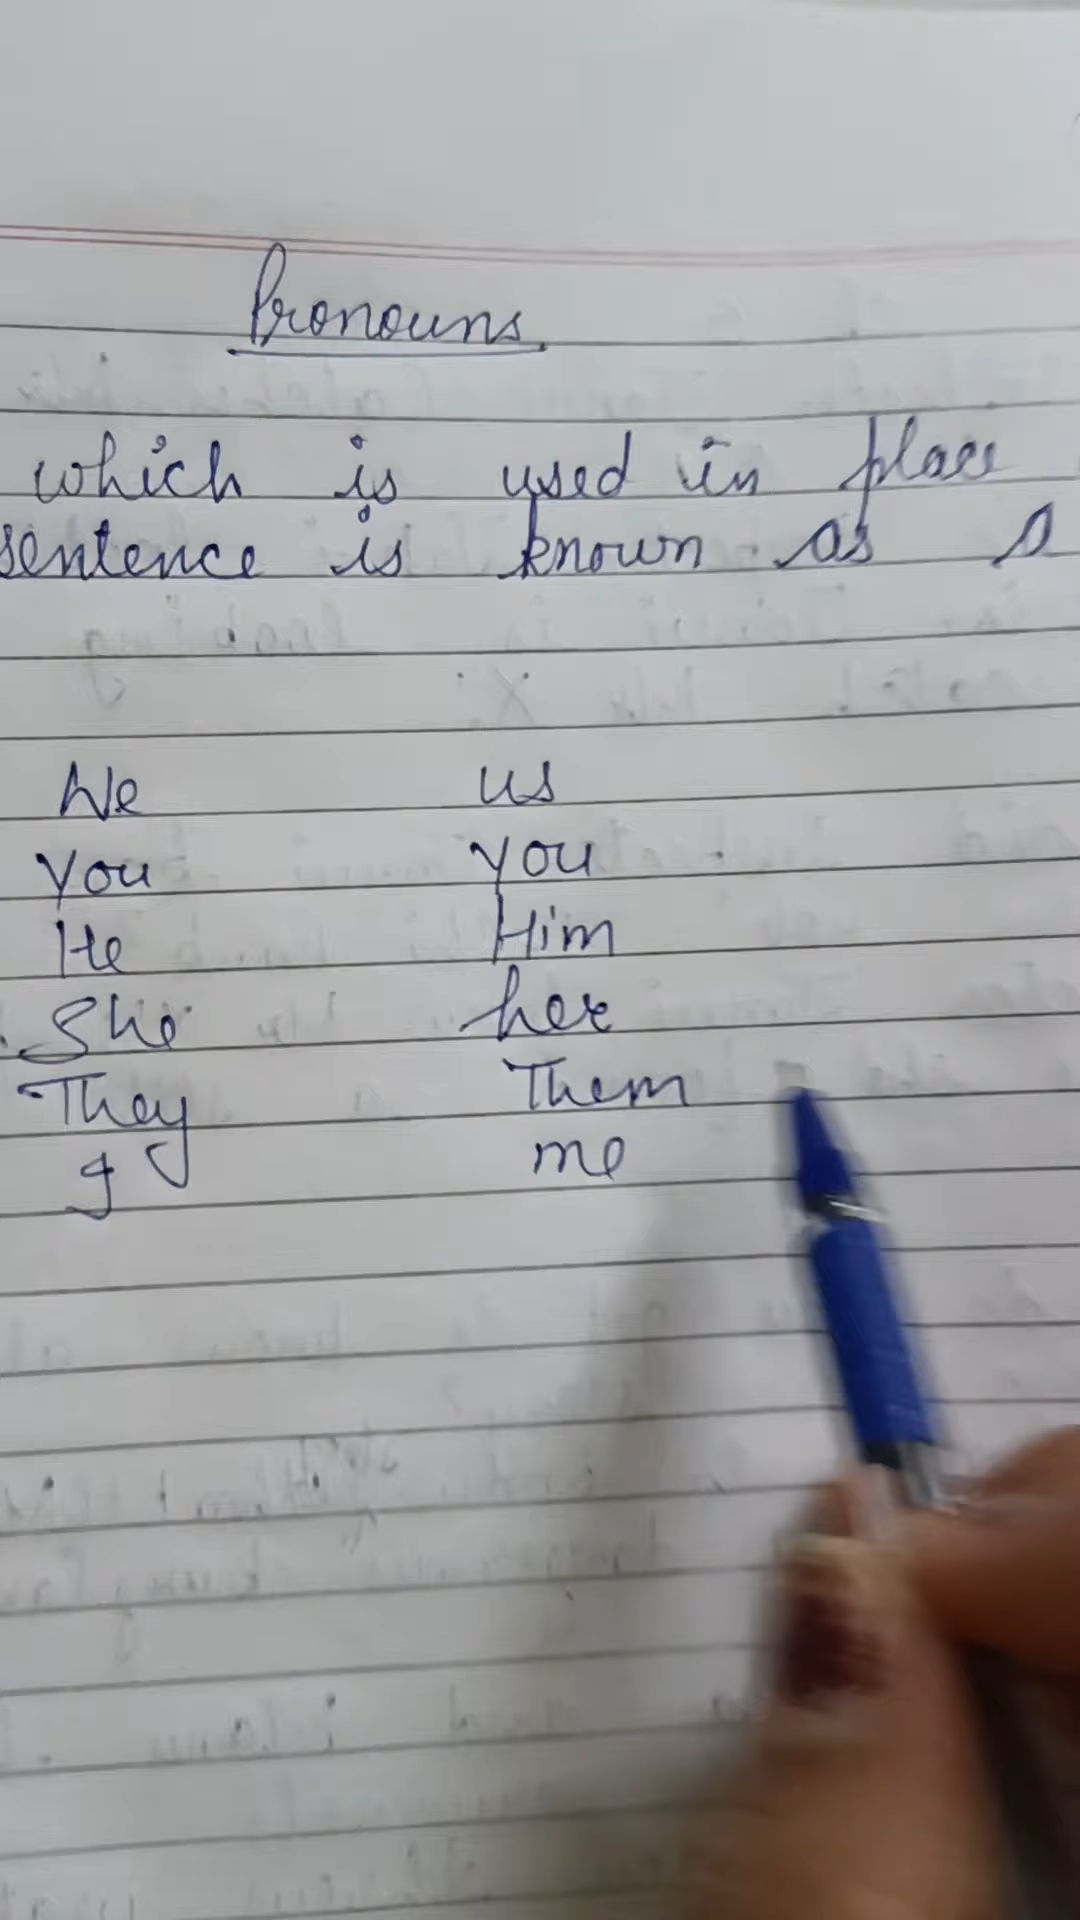 Pronouns
which is used in place
sentence is known as a
We us
You You
He Him
She her
They Them
I me